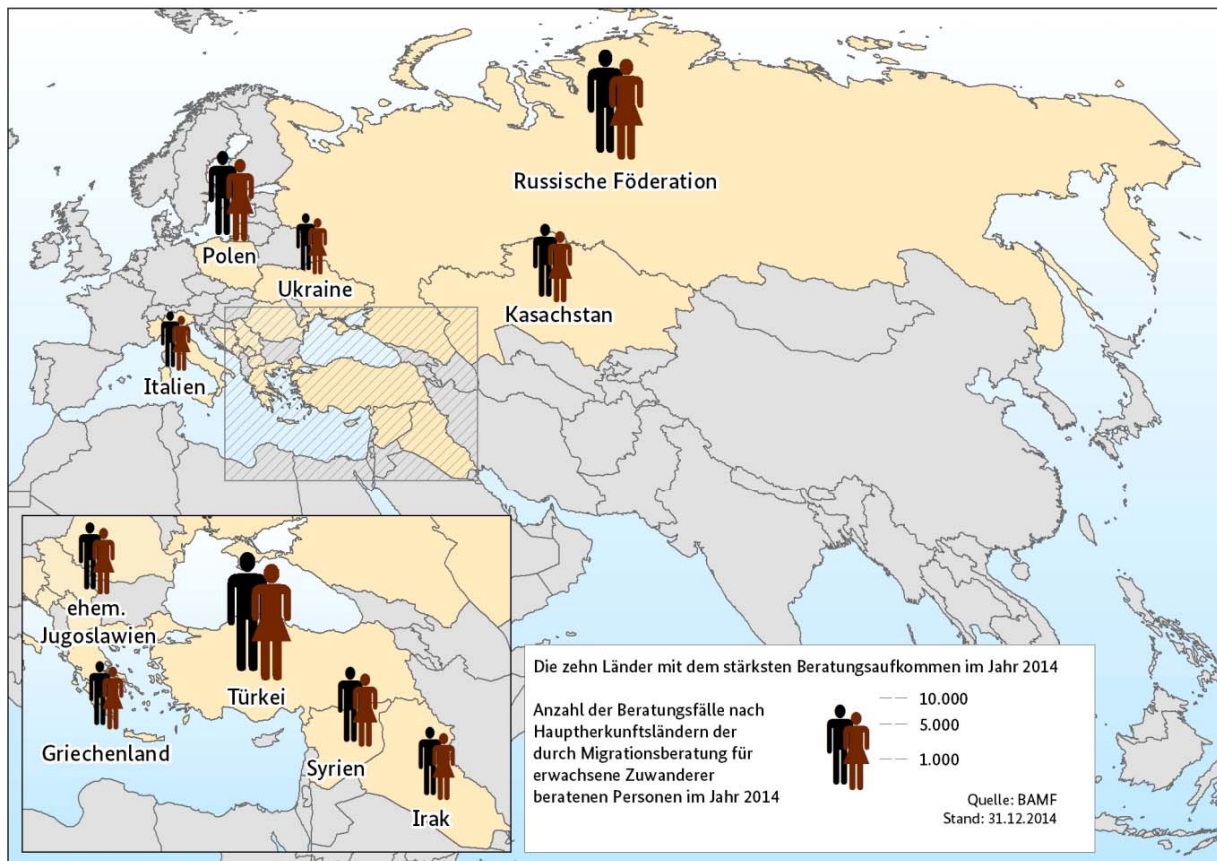 Russische Föderation
Polen
Ukraine
Kasachstan
Italien
ehem.
Jugoslawien
Türkei
Griechenland
Syrien
Irak
Die zehn Länder mit dem stärksten Beratungsaufkommen im Jahr 2014
Anzahl der Beratungsfälle nach
Hauptherkunftsländern der
durch Migrationsberatung für
erwachsene Zuwanderer
beratenen Personen im Jahr 2014
10.000
5.000
1.000
Quelle: BAMF
Stand: 31.12.2014